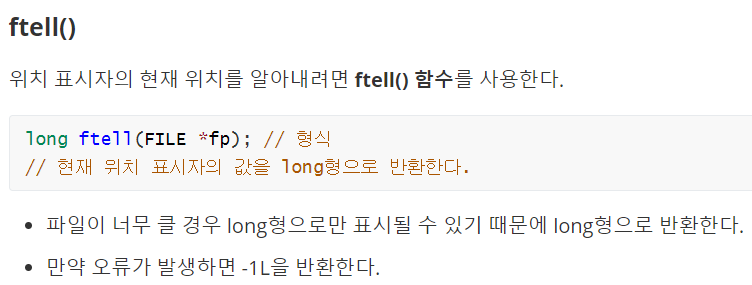 ftell()
위치 표시자의 현재 위치를 알아내려면 ftell() 함수를 사용한다.
long ftell(FILE *fp); // 형식
// 현재 위치 표시자의 값을 long형으로 반환한다.
• 파일이 너무 클 경우 long형으로만 표시될 수 있기 때문에 long형으로 반환한다.
• 만약 오류가 발생하면 -1L을 반환한다.